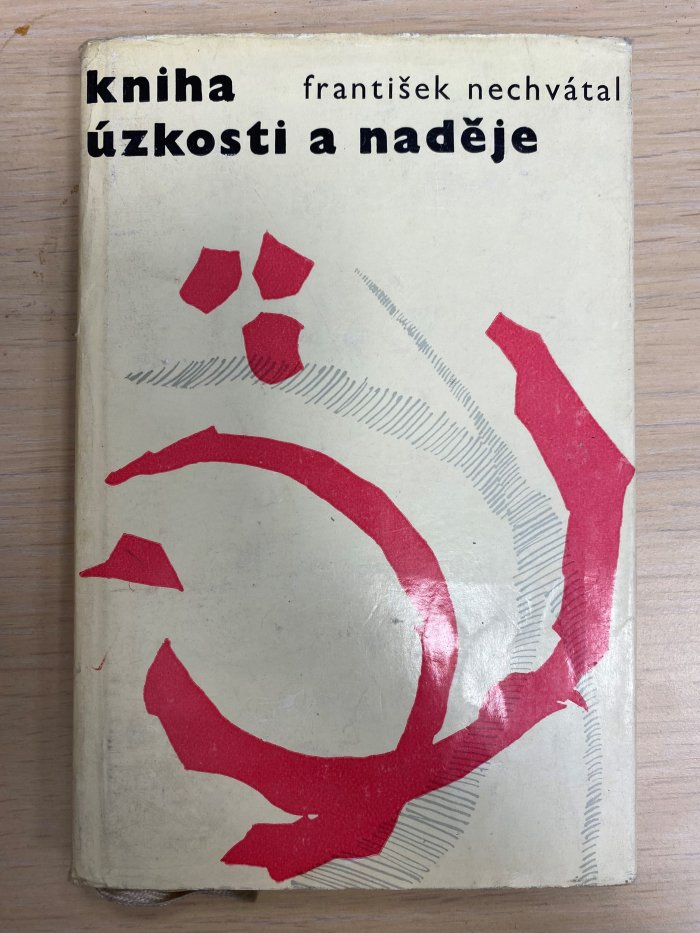 kniha františek nechvátal
úzkosti a naděje